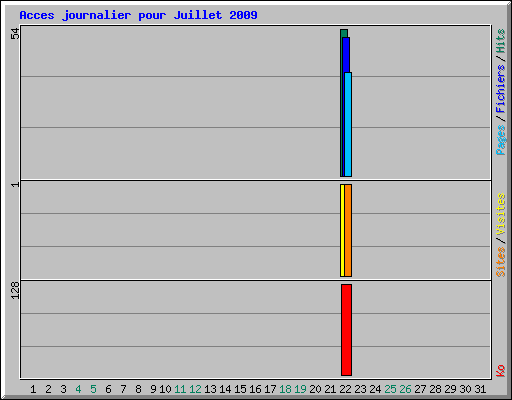 Acces journalier pour Juillet 2009
54
Pages/Fichiers/Hits
1
Sites/Visites
128
Ko
1 2 3 4 5 6 7 8 9 10 11 12 13 14 15 16 17 18 19 20 21 22 23 24 25 26 27 28 29 30 31